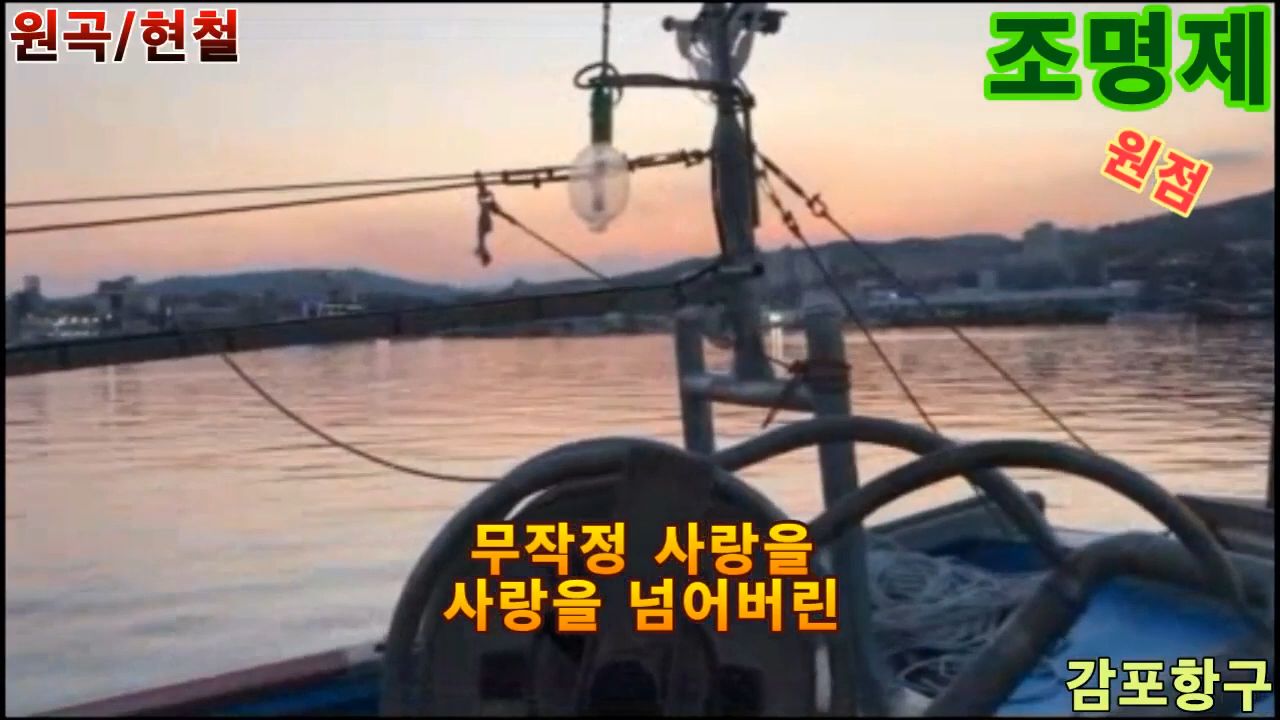 원곡/현철
조명제
원점
무작정 사랑을
사랑을 넘어버린
감포항구